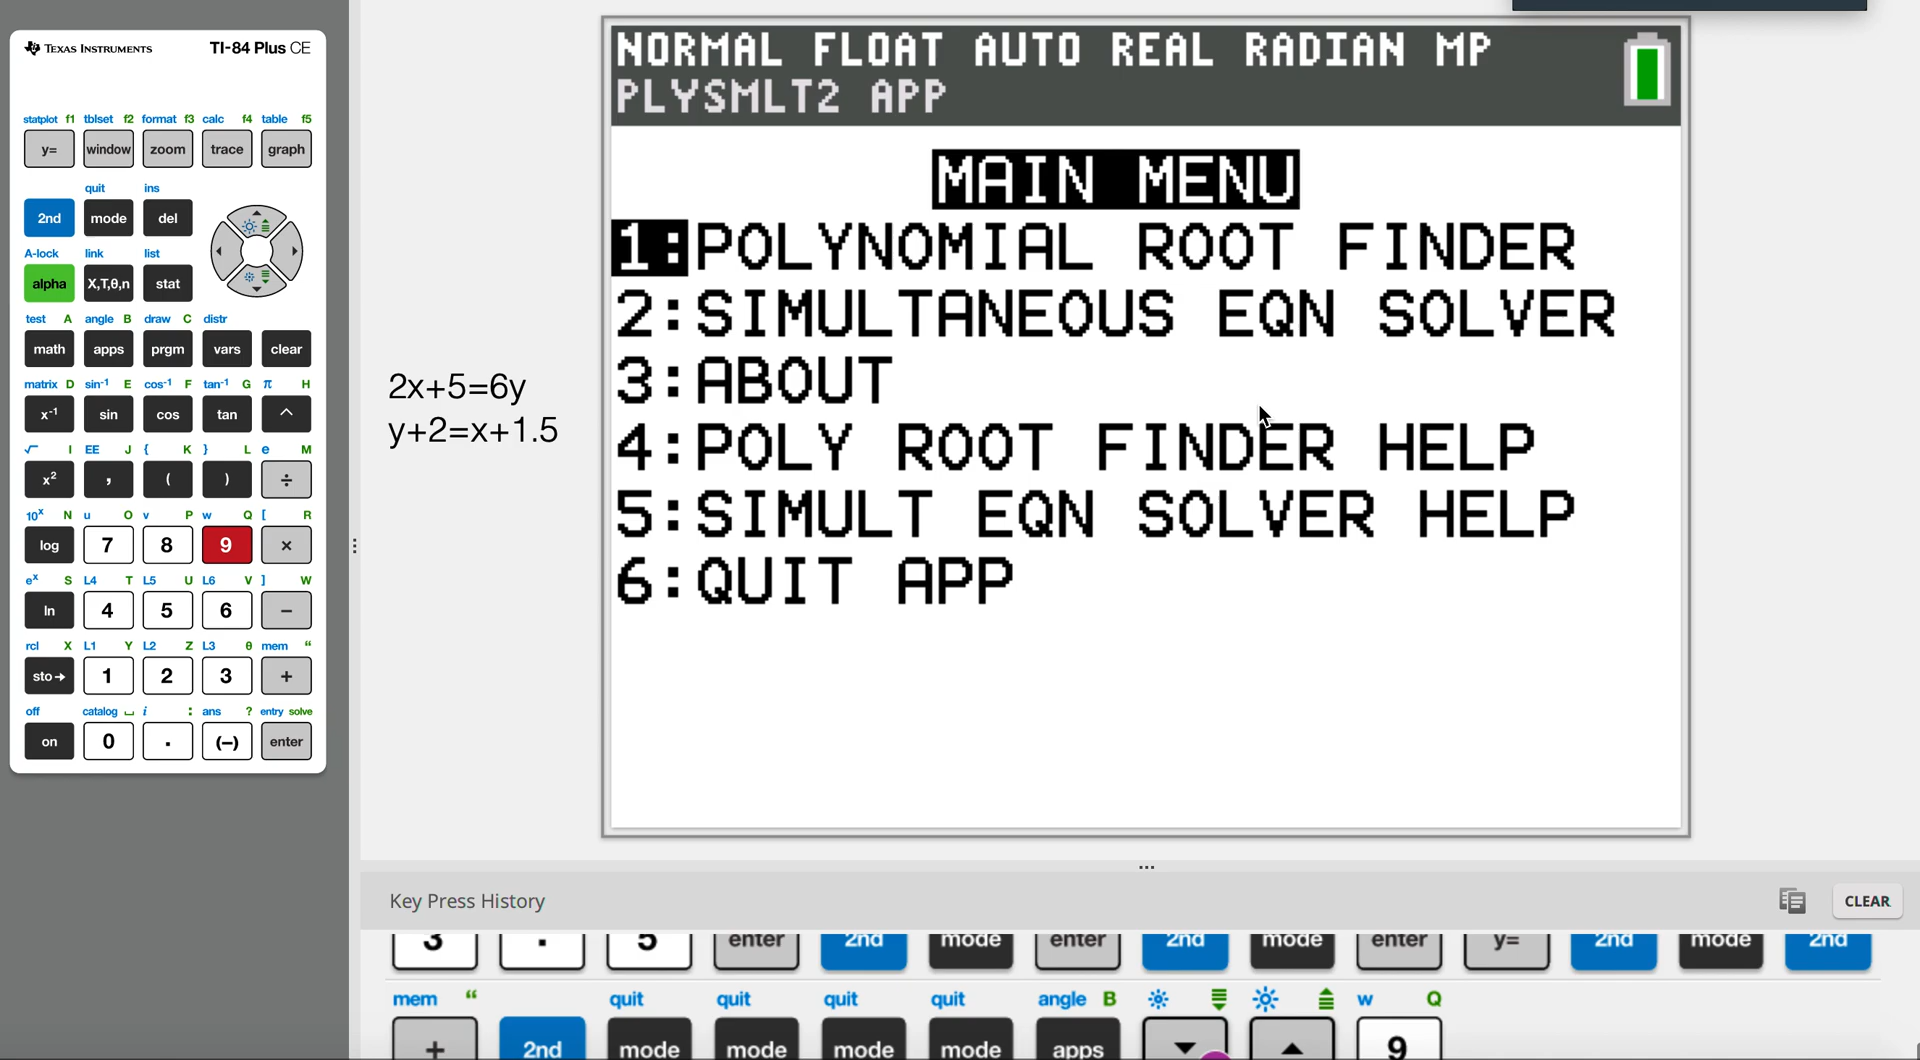 TEXAS INSTRUMENTS TI-84 Plus CE
statplot f1 tblset f2 format f3 calc f4 table f5
y= window zoom trace graph
quit ins
2nd mode del
A-lock link list
alpha X,T,θ,n stat
test A angle B draw C distr
math apps prgm vars clear
matrix D sin-1 E cos-1 F tan-1 G π H
x-1 sin cos tan ^
√ I EE J { K } L e M
x2 , ( ) ÷
10x N u O v P w Q [ R
log 7 8 9 ×
ex S L4 T L5 U L6 V ] W
ln 4 5 6 −
rcl X L1 Y L2 Z L3 θ mem “
sto→ 1 2 3 +
off catalog ⎵ i : ans ? entry solve
on 0 . (−) enter
2x+5=6y
y+2=x+1.5
NORMAL FLOAT AUTO REAL RADIAN MP
PLYSMLT2 APP
MAIN MENU
1:POLYNOMIAL ROOT FINDER
2:SIMULTANEOUS EQN SOLVER
3:ABOUT
4:POLY ROOT FINDER HELP
5:SIMULT EQN SOLVER HELP
6:QUIT APP
Key Press History CLEAR
3 . 5 enter 2nd mode enter 2nd mode enter y= 2nd mode 2nd
mem “ quit quit quit quit angle B w Q
+ 2nd mode mode mode mode apps 9